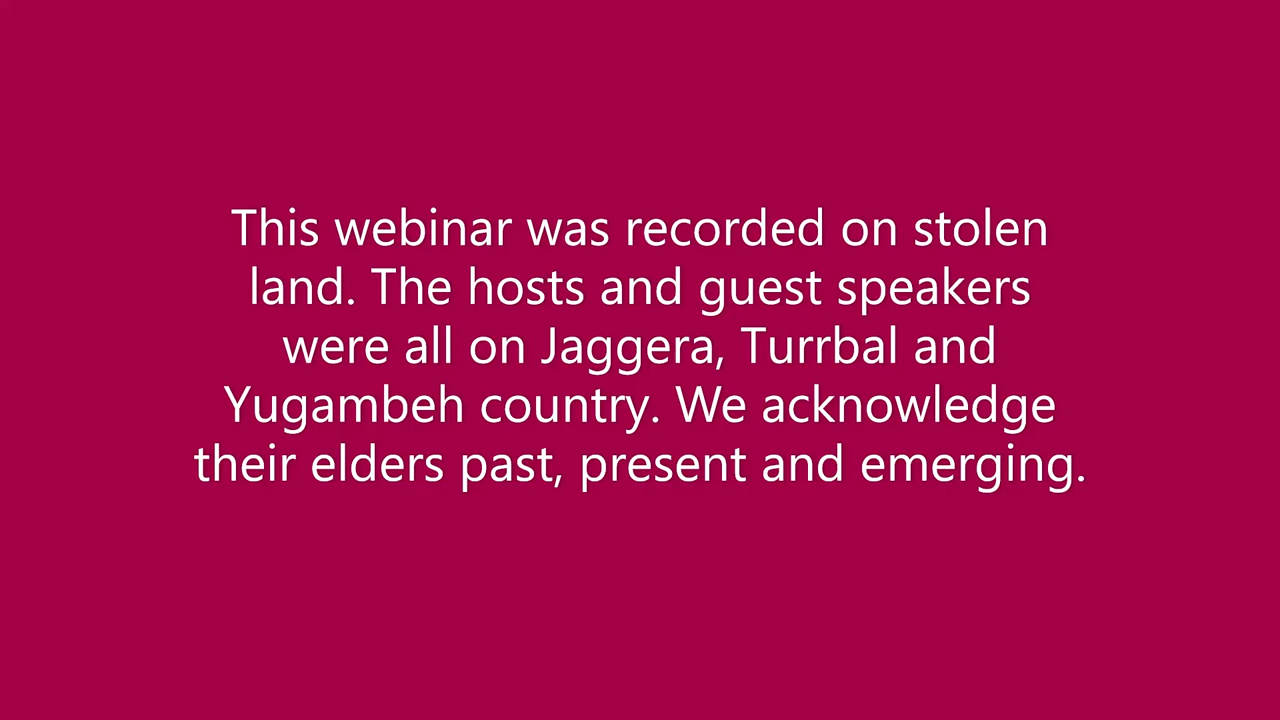 This webinar was recorded on stolen
land. The hosts and guest speakers
were all on Jaggera, Turrbal and
Yugambeh country. We acknowledge
their elders past, present and emerging.